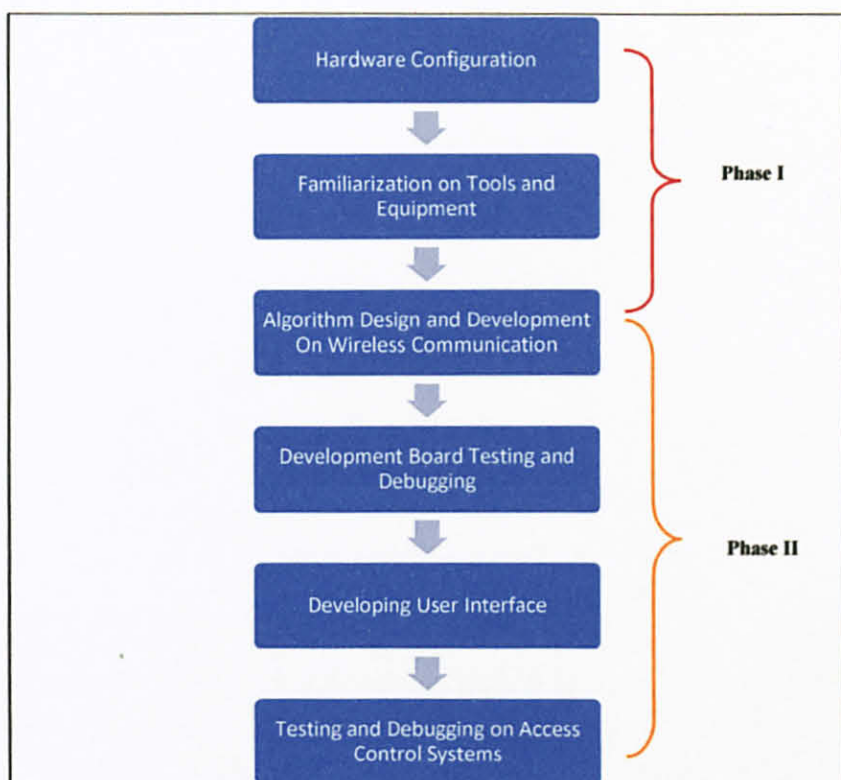 Hardware Configuration
Familiarization on Tools and
Equipment
Phase I
Algorithm Design and Development
On Wireless Communication
Development Board Testing and
Debugging
Phase II
Developing User Interface
Testing and Debugging on Access
Control Systems